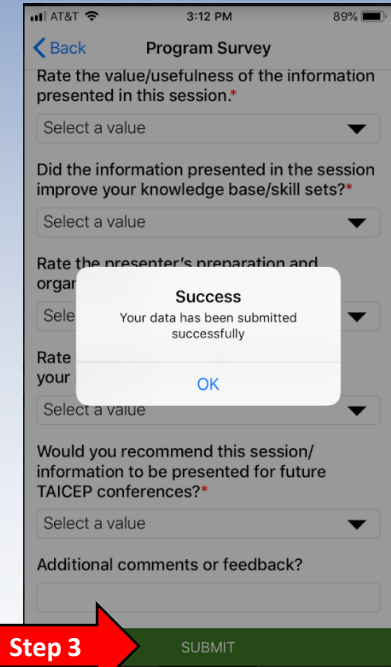 AT&T 3:12 PM 89%
Back Program Survey
Rate the value/usefulness of the information
presented in this session.*
Select a value
Did the information presented in the session
improve your knowledge base/skill sets?*
Select a value
Rate the presenter's preparation and
Success
Your data has been submitted
successfully
OK
Rate
your
Select a value
Would you recommend this session/
information to be presented for future
TAICEP conferences?*
Select a value
Additional comments or feedback?
Step 3 SUBMIT